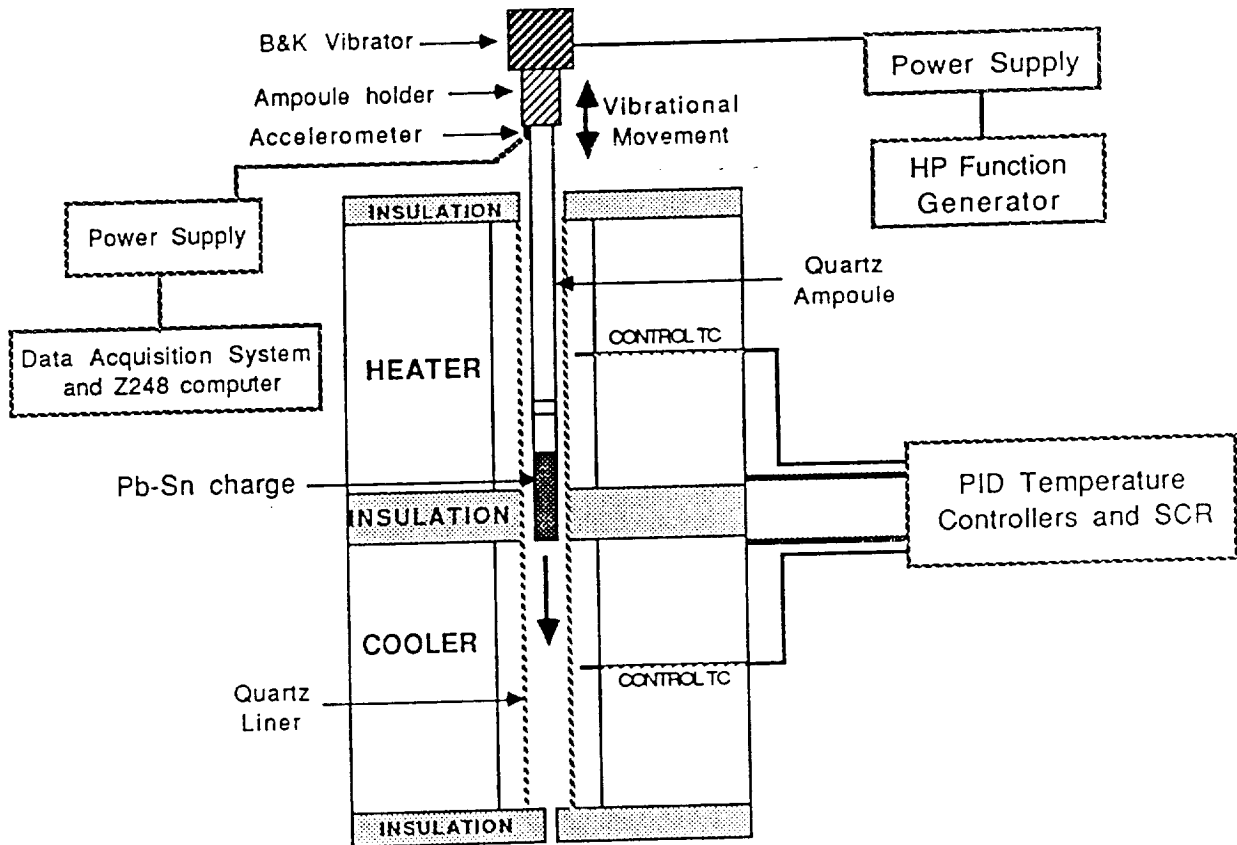 B&K Vibrator
Ampoule holder
Accelerometer
Vibrational
Movement
Power Supply
HP Function
Generator
INSULATION
Power Supply
Data Acquisition System
and Z248 computer
HEATER
Quartz
Ampoule
CONTROL TC
Pb-Sn charge
INSULATION
PID Temperature
Controllers and SCR
COOLER
CONTROL TC
Quartz
Liner
INSULATION